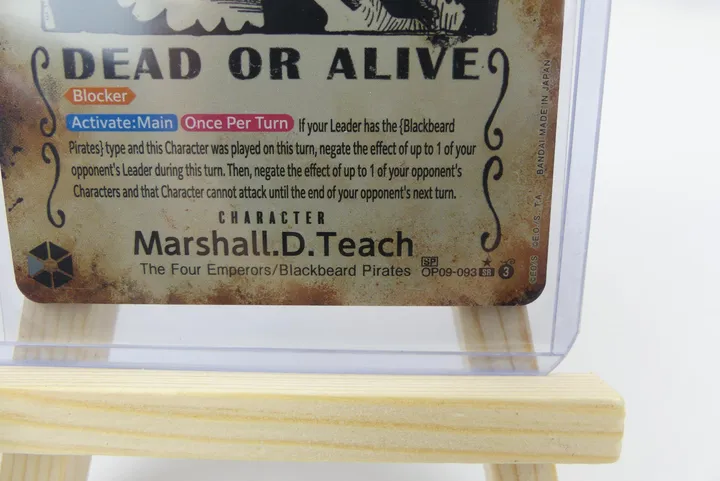 DEAD OR ALIVE
Blocker
Activate:Main Once Per Turn If your Leader has the {Blackbeard
Pirates} type and this Character was played on this turn, negate the effect of up to 1 of your
opponent's Leader during this turn. Then, negate the effect of up to 1 of your opponent's
Characters and that Character cannot attack until the end of your opponent's next turn.
CHARACTER
Marshall.D.Teach
The Four Emperors/Blackbeard Pirates
SP
OP09-093 SR 3
BANDAI MADE IN JAPAN